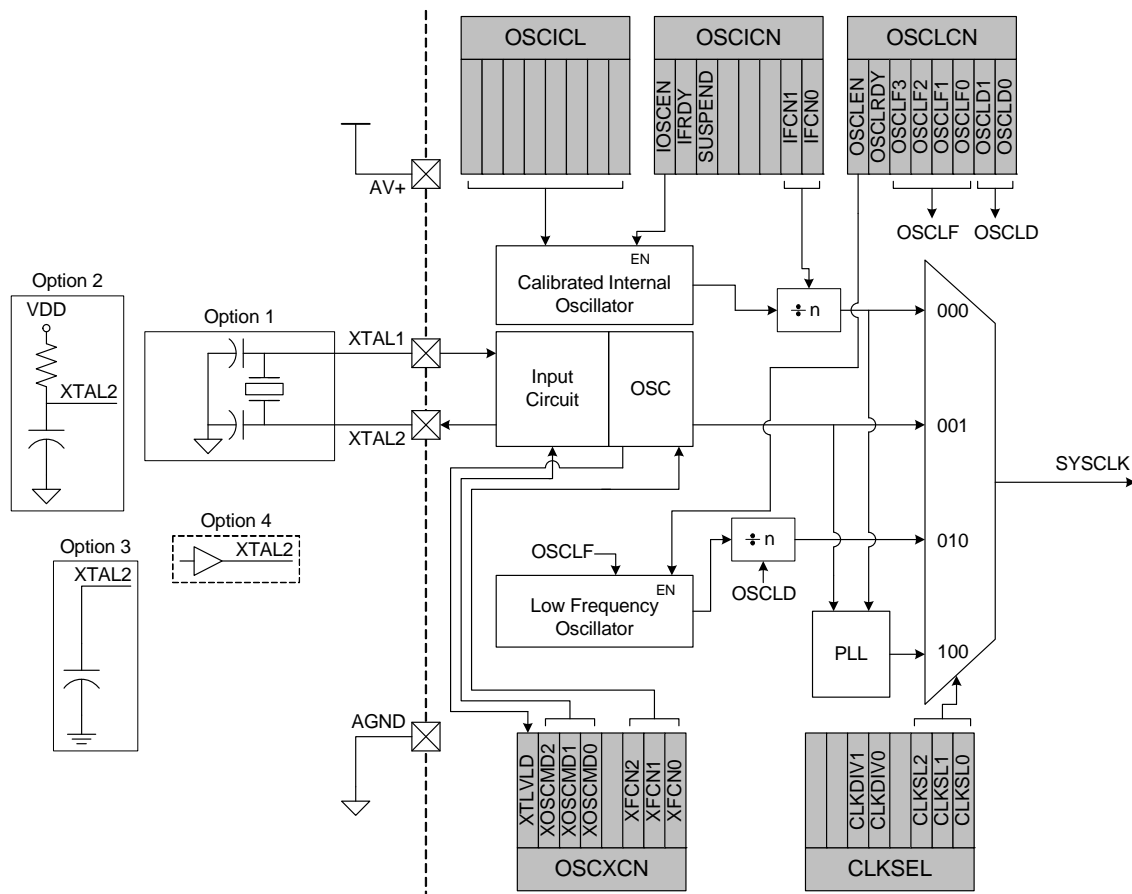 OSCICL
OSCICN
OSCLCN
IOSCEN
IFRDY
SUSPEND
IFCN1
IFCN0
OSCLEN
OSCLRDY
OSCLF3
OSCLF2
OSCLF1
OSCLF0
OSCLD1
OSCLD0
AV+
OSCLF
OSCLD
EN
Calibrated Internal
Oscillator
÷ n
000
Option 2
VDD
XTAL2
Option 1
XTAL1
XTAL2
Input
Circuit
OSC
001
SYSCLK
Option 4
XTAL2
Option 3
XTAL2
OSCLF
EN
Low Frequency
Oscillator
÷ n
OSCLD
010
PLL
100
AGND
XTLVLD
XOSCMD2
XOSCMD1
XOSCMD0
XFCN2
XFCN1
XFCN0
OSCXCN
CLKDIV1
CLKDIV0
CLKSL2
CLKSL1
CLKSL0
CLKSEL